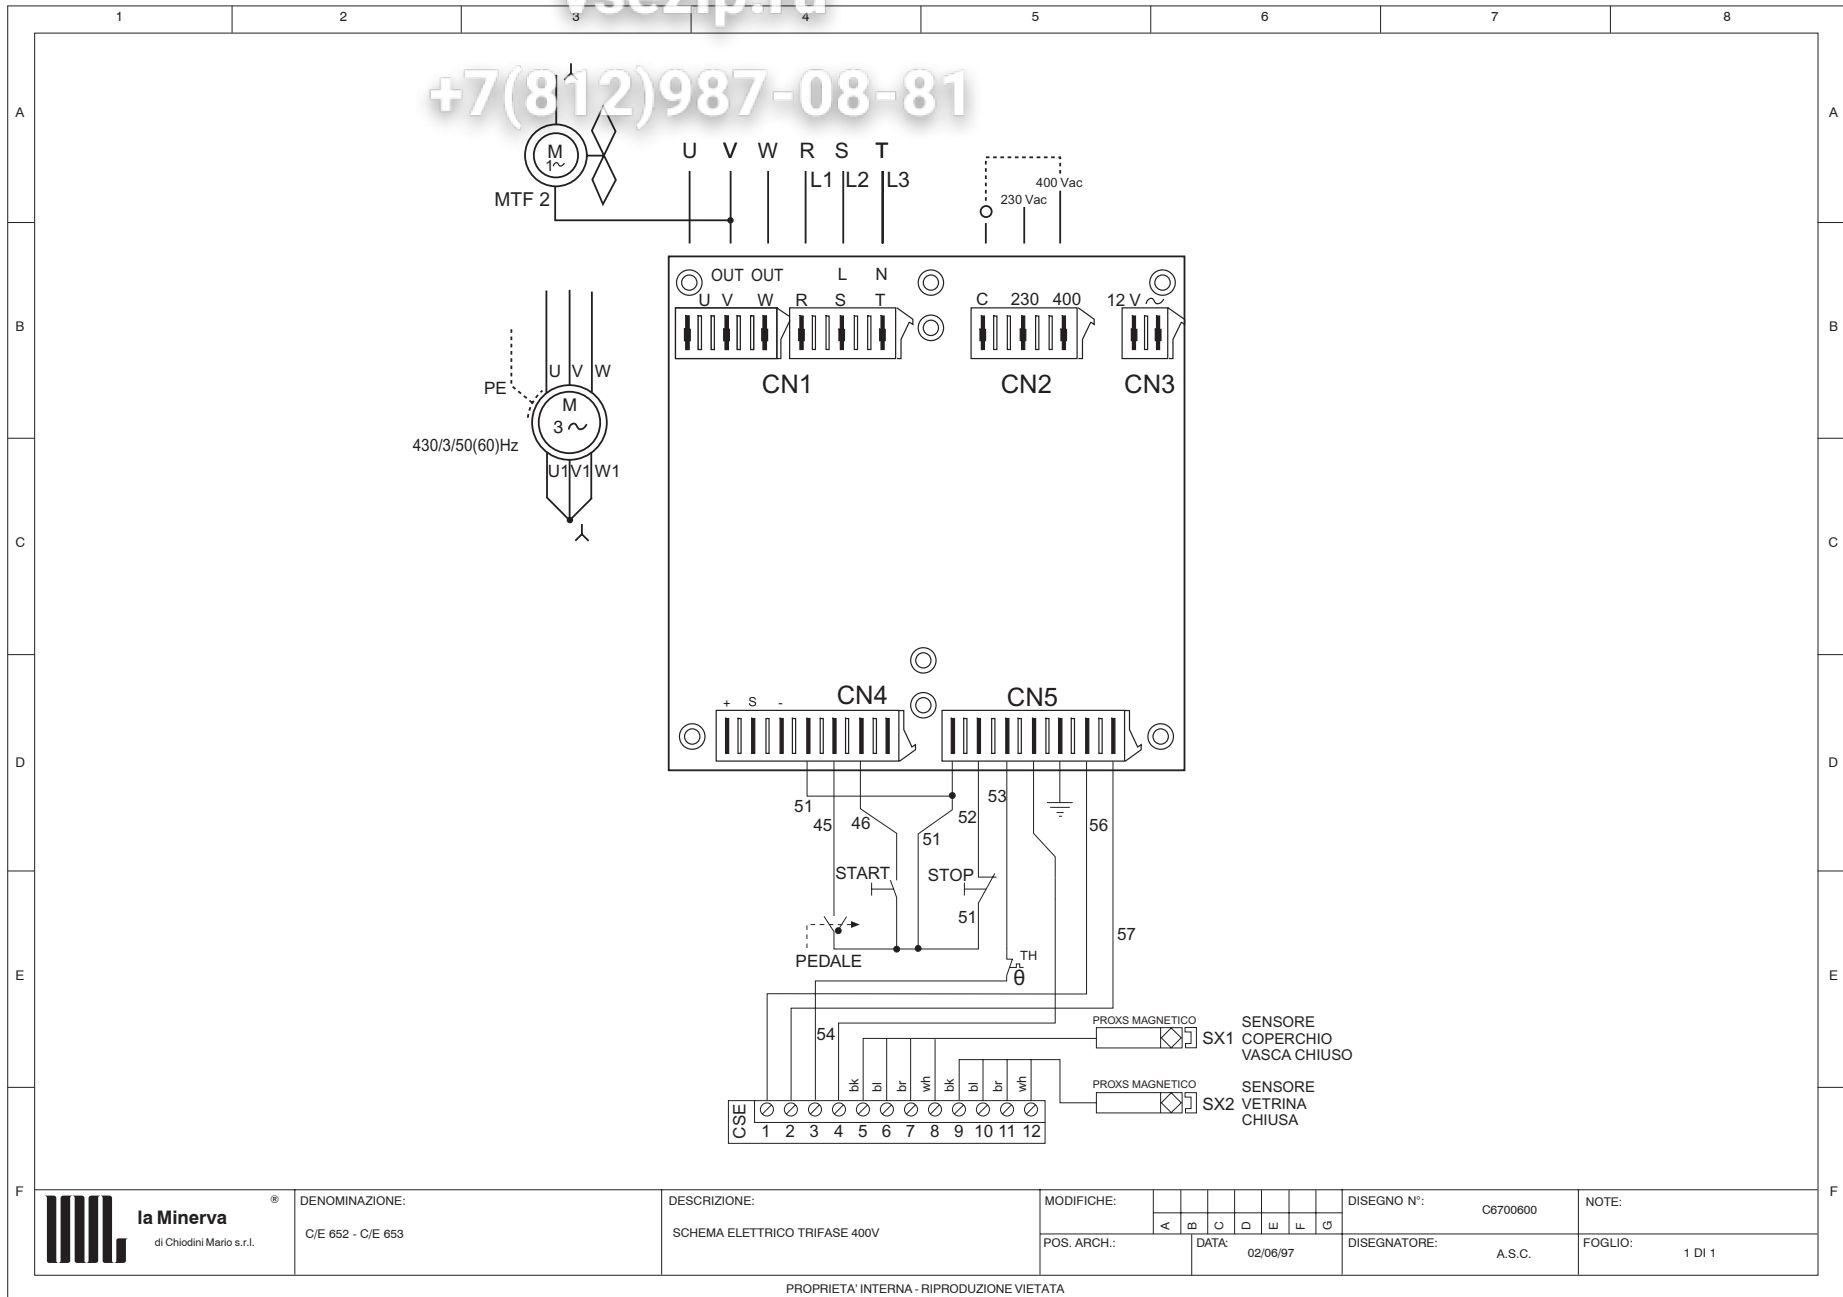 vsezip.ru
1 2 3 4 5 6 7 8
+7(812)987-08-81
A A
M
1~
MTF 2
U V W R S T
L1 L2 L3
400 Vac
230 Vac
OUT OUT L N
U V W R S T
C 230 400
12 V ~
B B
CN1 CN2 CN3
PE
U V W
M
3 ~
430/3/50(60)Hz
U1 V1 W1
C C
CN4 CN5
+ S -
D D
51 45 46 51 52 53 56
START STOP
51
57
PEDALE
TH
θ
E E
54
PROXS MAGNETICO
SX1
SENSORE
COPERCHIO
VASCA CHIUSO
PROXS MAGNETICO
SX2
SENSORE
VETRINA
CHIUSA
bk bl br wh bk bl br wh
CSE
1 2 3 4 5 6 7 8 9 10 11 12
F F
la Minerva ®
di Chiodini Mario s.r.l.
DENOMINAZIONE:
C/E 652 - C/E 653
DESCRIZIONE:
SCHEMA ELETTRICO TRIFASE 400V
MODIFICHE:
A B C D E F G
POS. ARCH.:
DATA:
02/06/97
DISEGNO N°:
C6700600
DISEGNATORE:
A.S.C.
NOTE:
FOGLIO:
1 DI 1
PROPRIETA' INTERNA - RIPRODUZIONE VIETATA